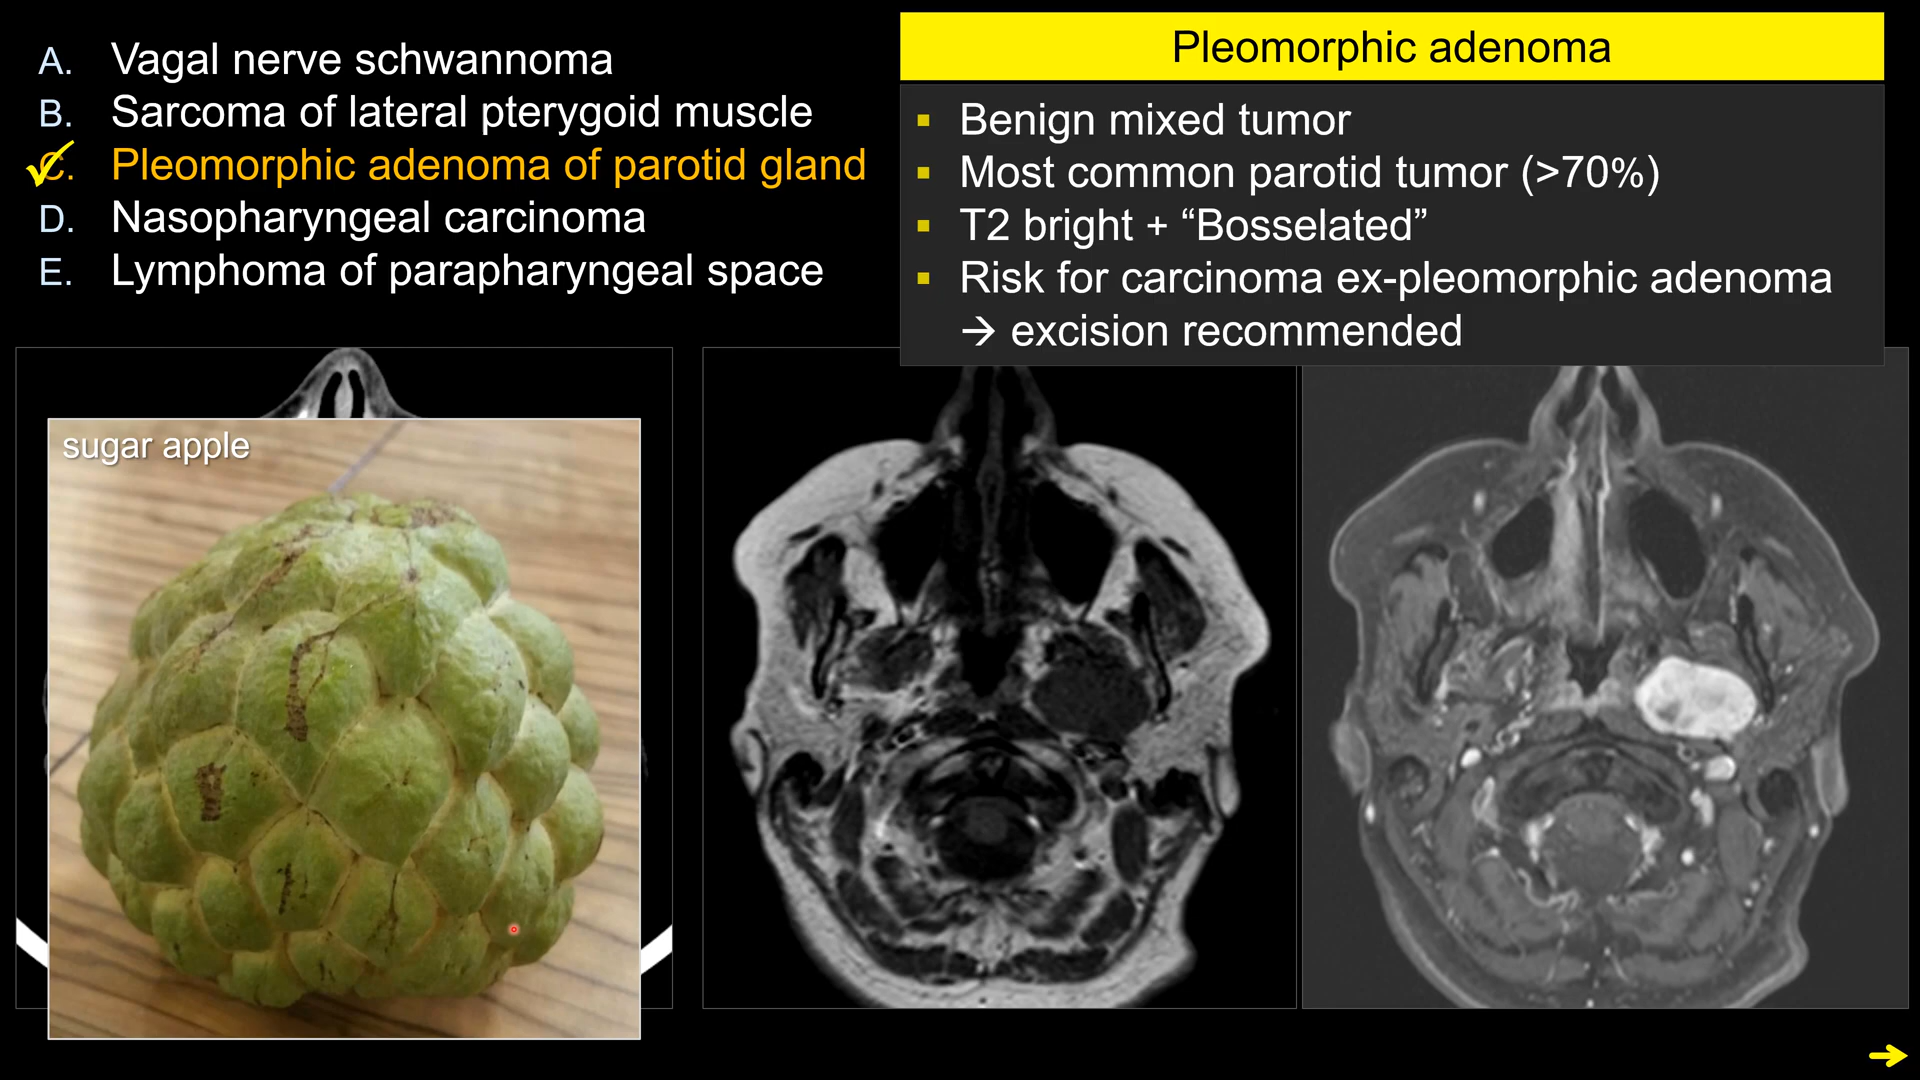 A. Vagal nerve schwannoma
B. Sarcoma of lateral pterygoid muscle
C. Pleomorphic adenoma of parotid gland
D. Nasopharyngeal carcinoma
E. Lymphoma of parapharyngeal space
Pleomorphic adenoma
▪ Benign mixed tumor
▪ Most common parotid tumor (>70%)
▪ T2 bright + “Bosselated”
▪ Risk for carcinoma ex-pleomorphic adenoma
→ excision recommended
sugar apple